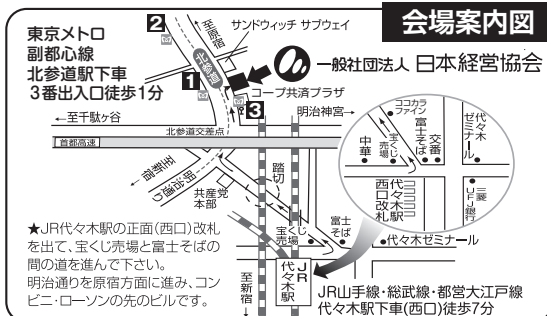 会場案内図
東京メトロ
副都心線
北参道駅下車
3番出入口徒歩1分
2
至原宿
サンドウィッチ サブウェイ
北参道
1
一般社団法人 日本経営協会
コープ共済プラザ
3
明治神宮→
←至千駄ヶ谷
北参道交差点
首都高速
至新宿
明治通り
共産党
本部
踏切
ココカラ
ファイン
宝くじ
売場
中華
富士そば
交番
代々木
ゼミナール
代々木駅
西口改札
三菱
UFJ銀行
★JR代々木駅の正面(西口)改札
を出て、宝くじ売場と富士そばの
間の道を進んで下さい。
明治通りを原宿方面に進み、コン
ビニ・ローソンの先のビルです。
宝くじ
売場
富士
そば
代々木ゼミナール
至新宿
JR
代々木駅
JR山手線・総武線・都営大江戸線
代々木駅下車(西口)徒歩7分